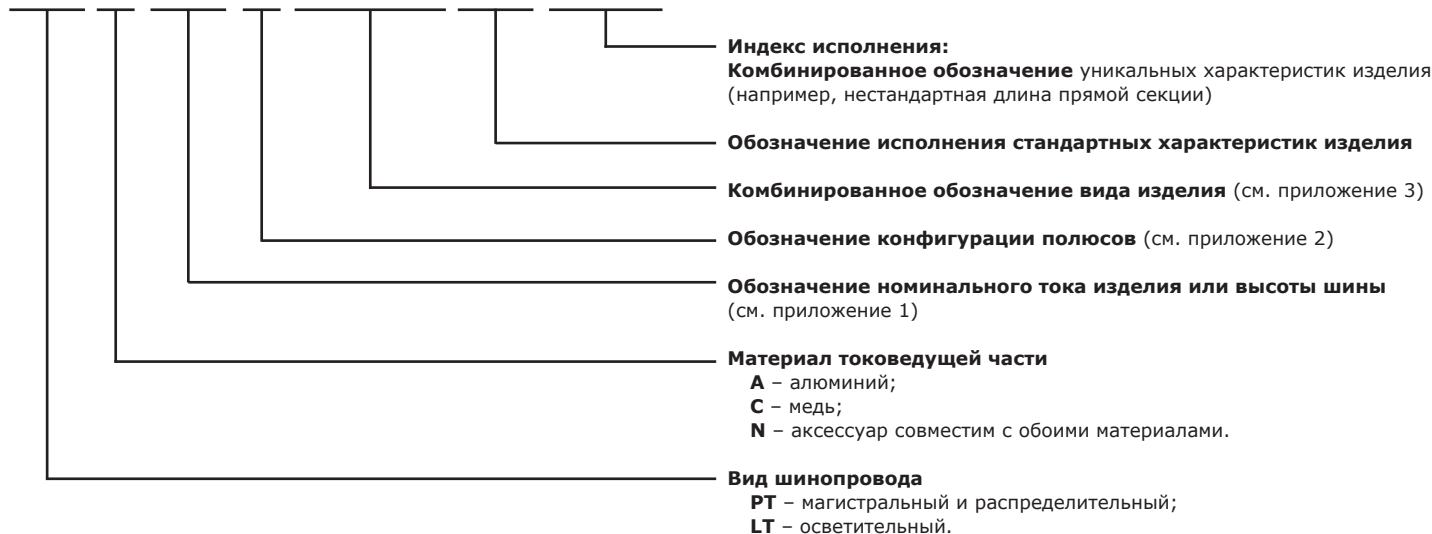 Индекс исполнения:
Комбинированное обозначение уникальных характеристик изделия
(например, нестандартная длина прямой секции)
Обозначение исполнения стандартных характеристик изделия
Комбинированное обозначение вида изделия (см. приложение 3)
Обозначение конфигурации полюсов (см. приложение 2)
Обозначение номинального тока изделия или высоты шины
(см. приложение 1)
Материал токоведущей части
A – алюминий;
C – медь;
N – аксессуар совместим с обоими материалами.
Вид шинопровода
PT – магистральный и распределительный;
LT – осветительный.